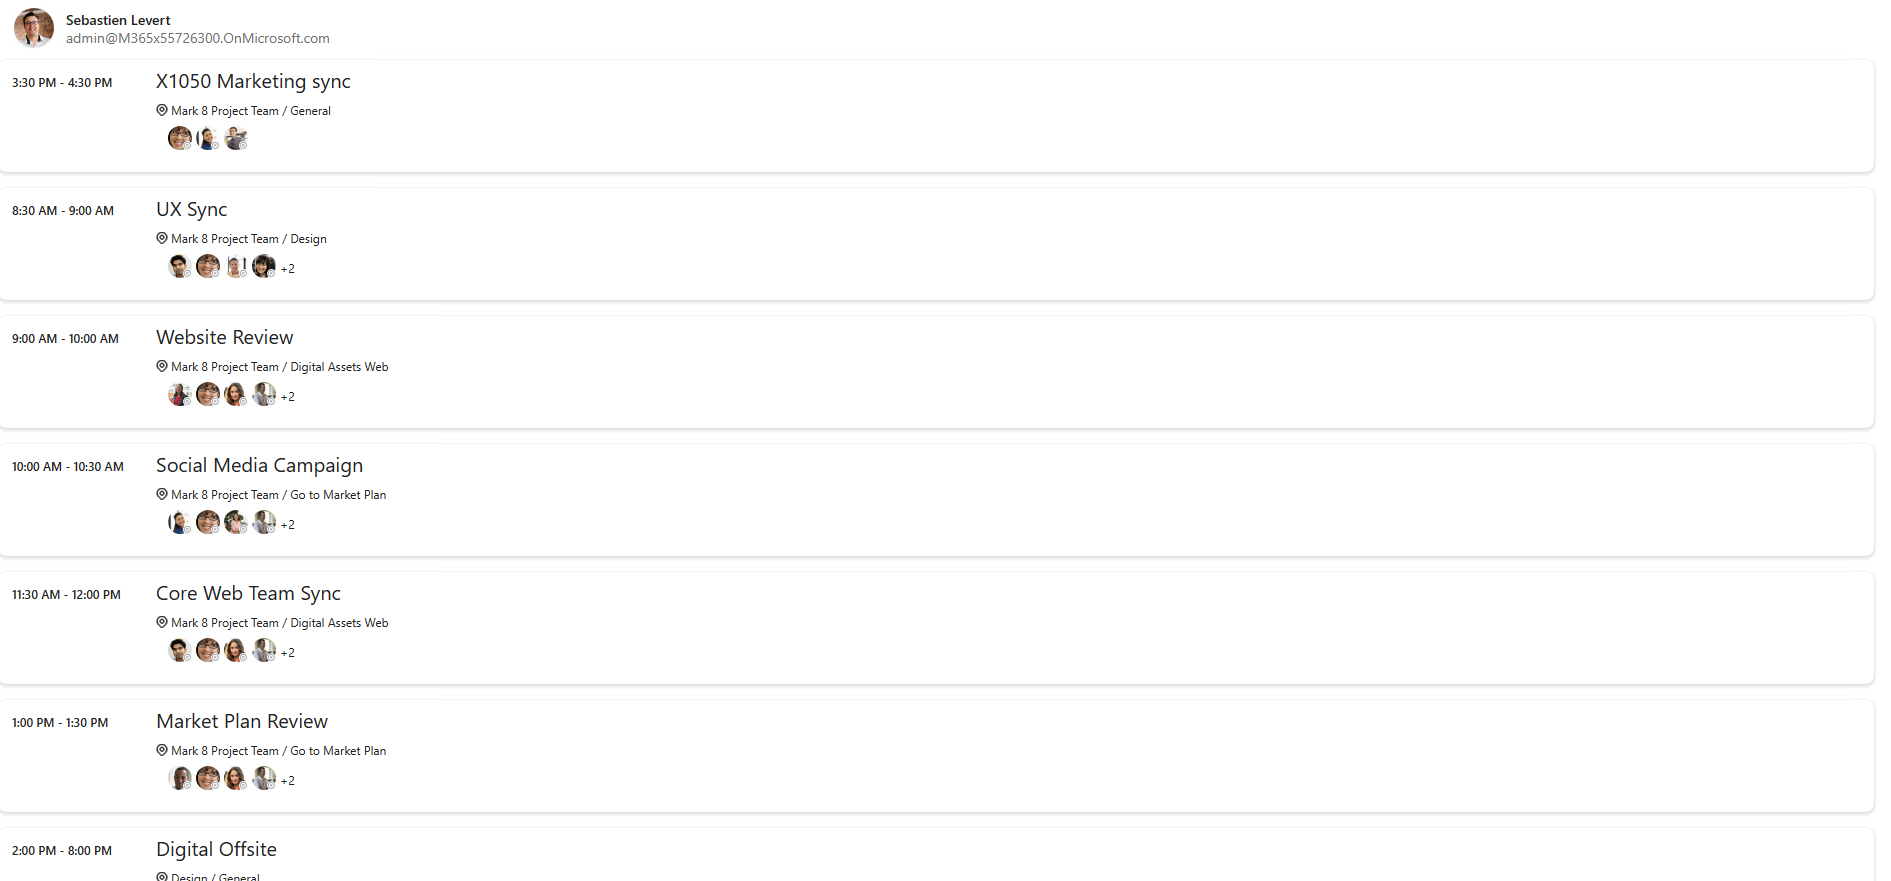 Sebastien Levert
admin@M365x55726300.OnMicrosoft.com
3:30 PM - 4:30 PM
X1050 Marketing sync
Mark 8 Project Team / General
8:30 AM - 9:00 AM
UX Sync
Mark 8 Project Team / Design
+2
9:00 AM - 10:00 AM
Website Review
Mark 8 Project Team / Digital Assets Web
+2
10:00 AM - 10:30 AM
Social Media Campaign
Mark 8 Project Team / Go to Market Plan
+2
11:30 AM - 12:00 PM
Core Web Team Sync
Mark 8 Project Team / Digital Assets Web
+2
1:00 PM - 1:30 PM
Market Plan Review
Mark 8 Project Team / Go to Market Plan
+2
2:00 PM - 8:00 PM
Digital Offsite
Design / General